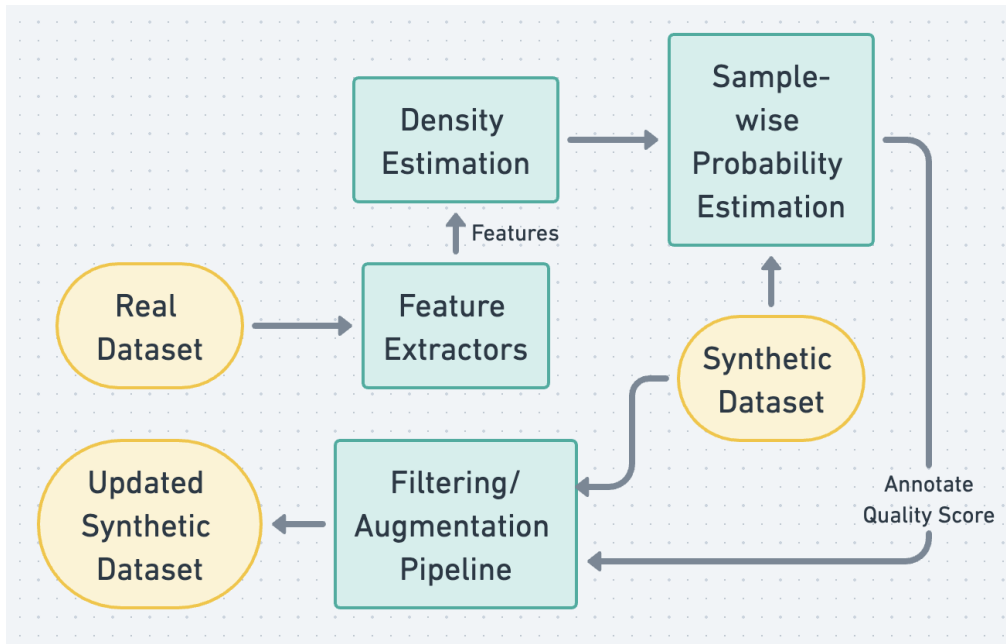 Density
Estimation
Sample-
wise
Probability
Estimation
Features
Real
Dataset
Feature
Extractors
Synthetic
Dataset
Updated
Synthetic
Dataset
Filtering/
Augmentation
Pipeline
Annotate
Quality Score